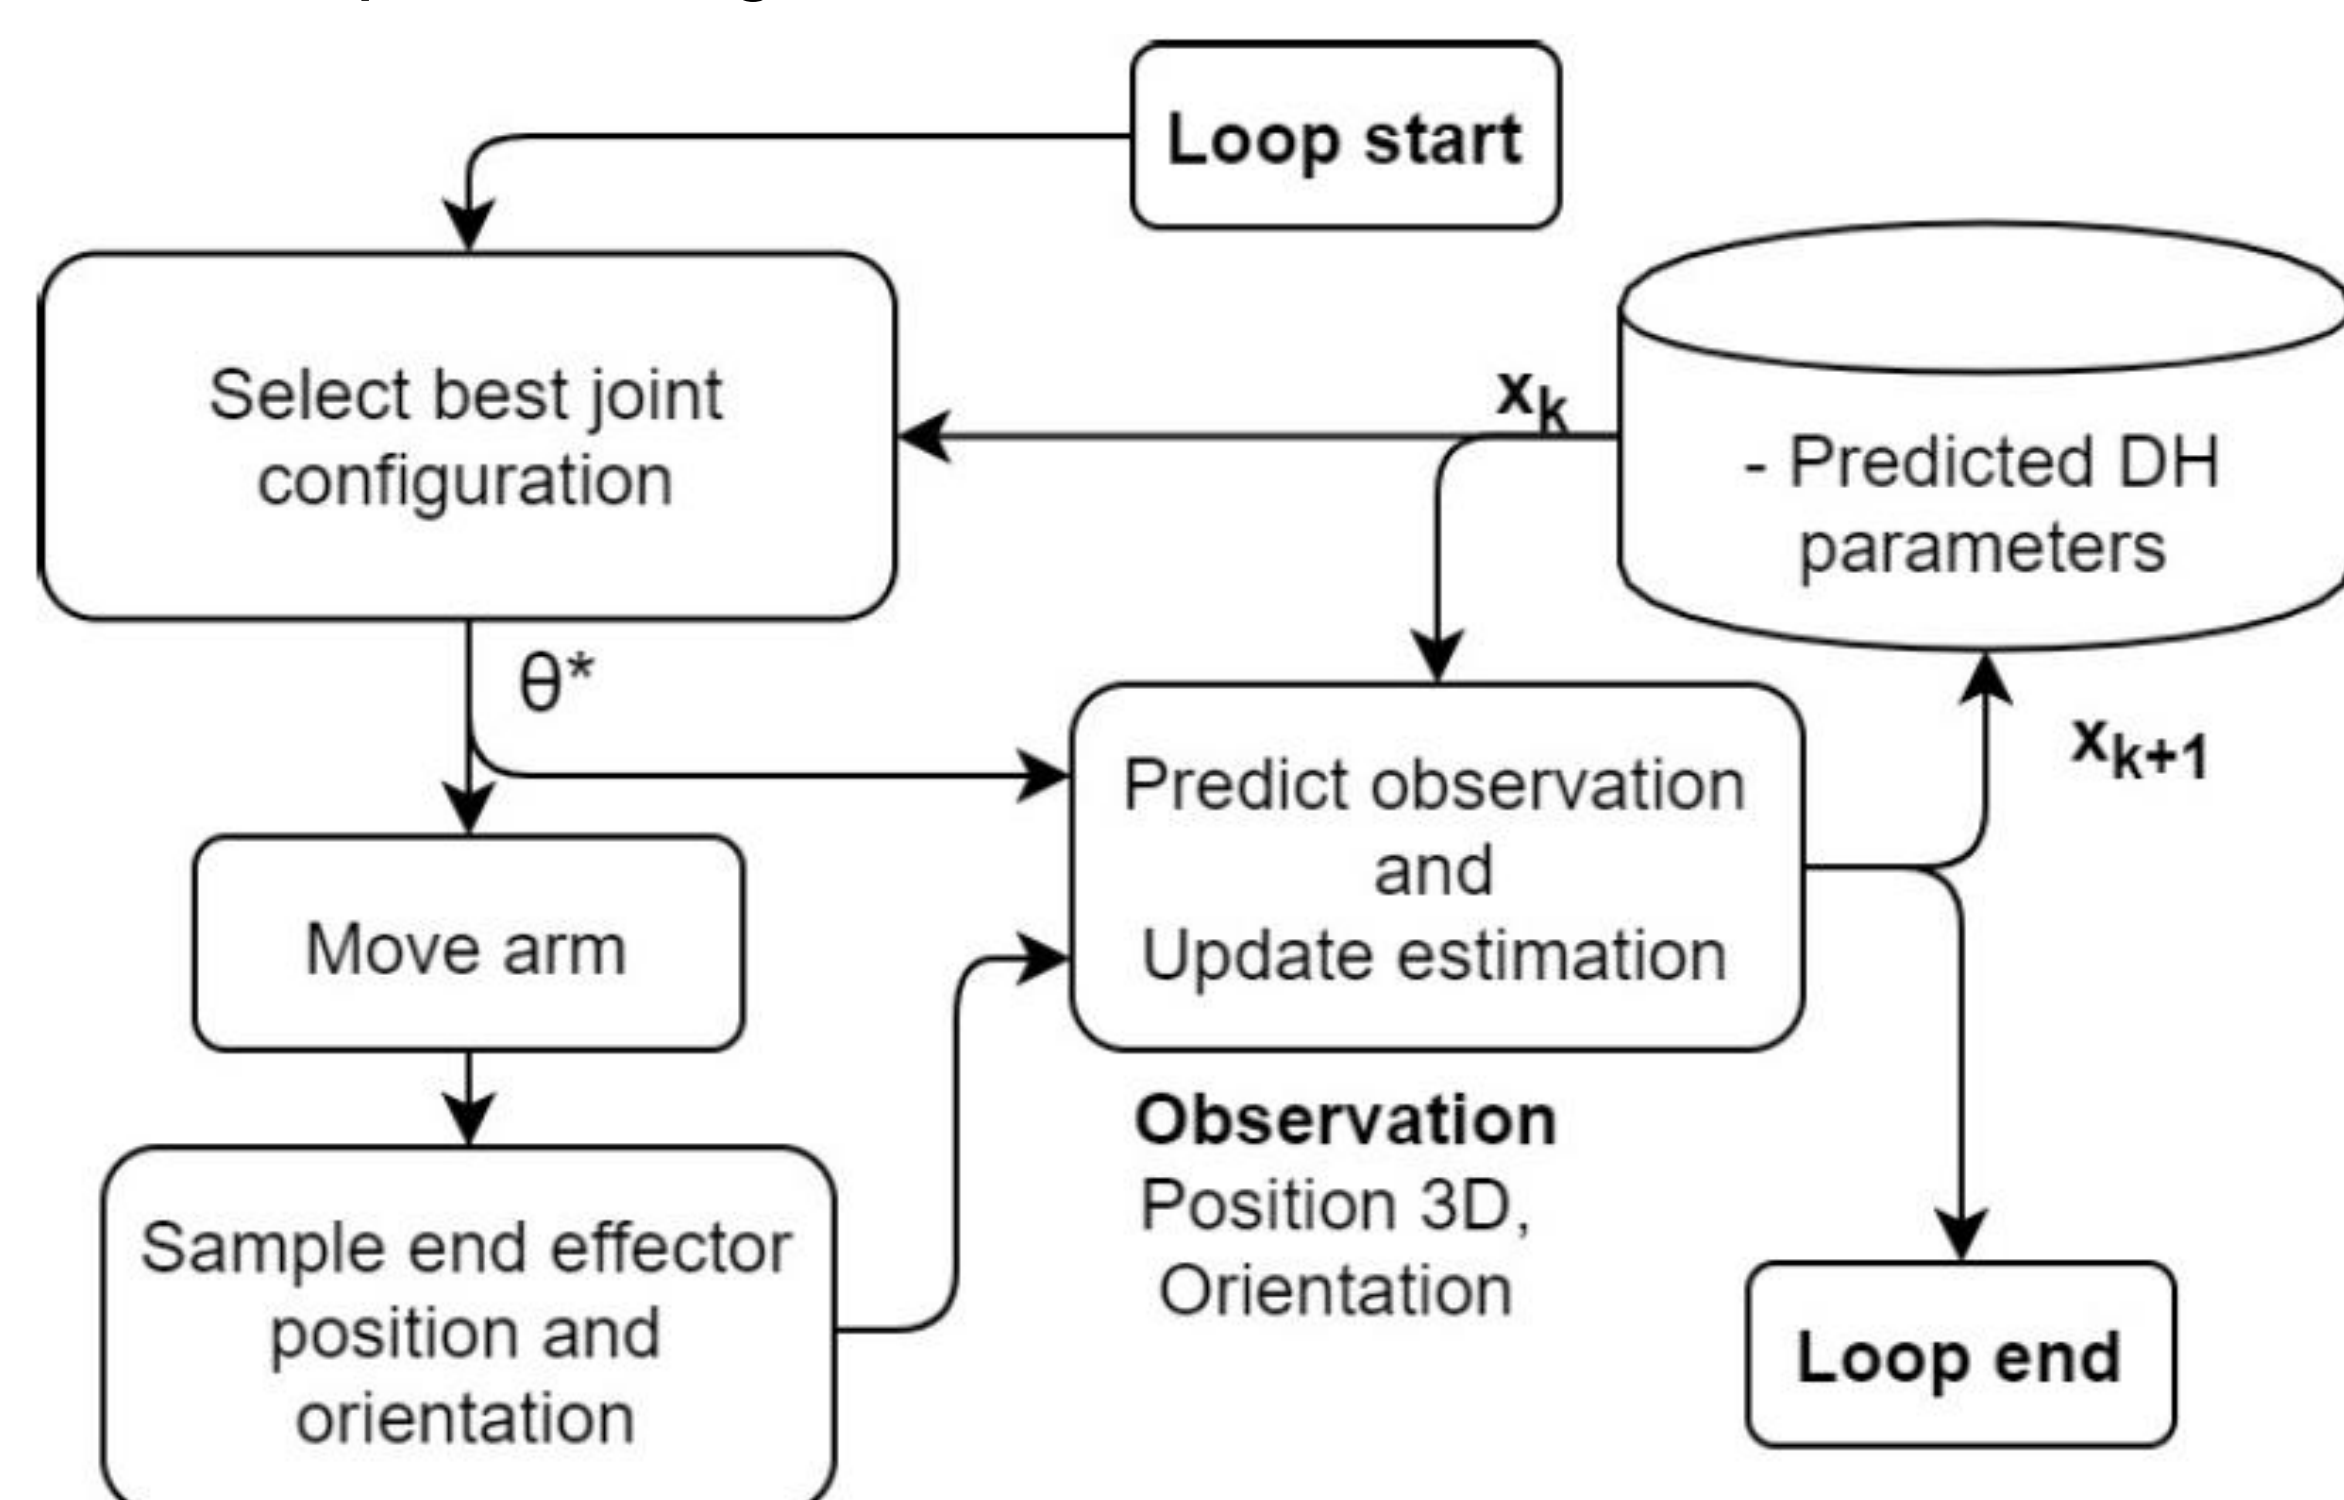 Loop start
Select best joint
configuration
xk
- Predicted DH
parameters
θ*
xk+1
Predict observation
and
Update estimation
Move arm
Observation
Position 3D,
Orientation
Sample end effector
position and
orientation
Loop end